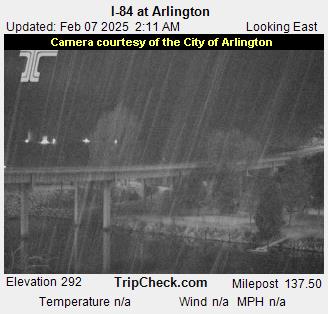 I-84 at Arlington
Updated: Feb 07 2025 2:11 AM Looking East
Camera courtesy of the City of Arlington
Elevation 292 TripCheck.com Milepost 137.50
Temperature n/a Wind n/a MPH n/a